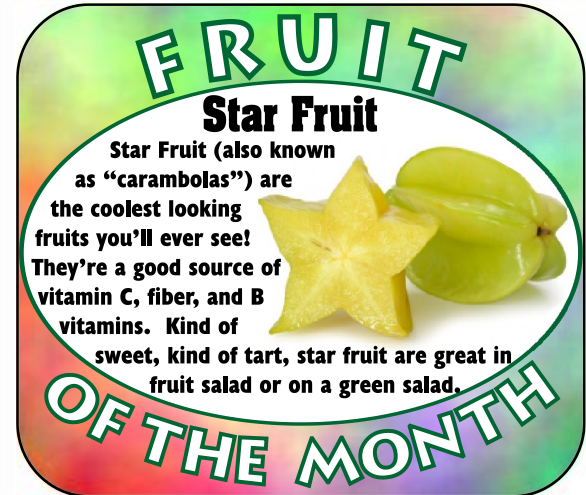 FRUIT
Star Fruit
Star Fruit (also known
as “carambolas”) are
the coolest looking
fruits you’ll ever see!
They’re a good source of
vitamin C, fiber, and B
vitamins. Kind of
sweet, kind of tart, star fruit are great in
fruit salad or on a green salad.
OF THE MONTH